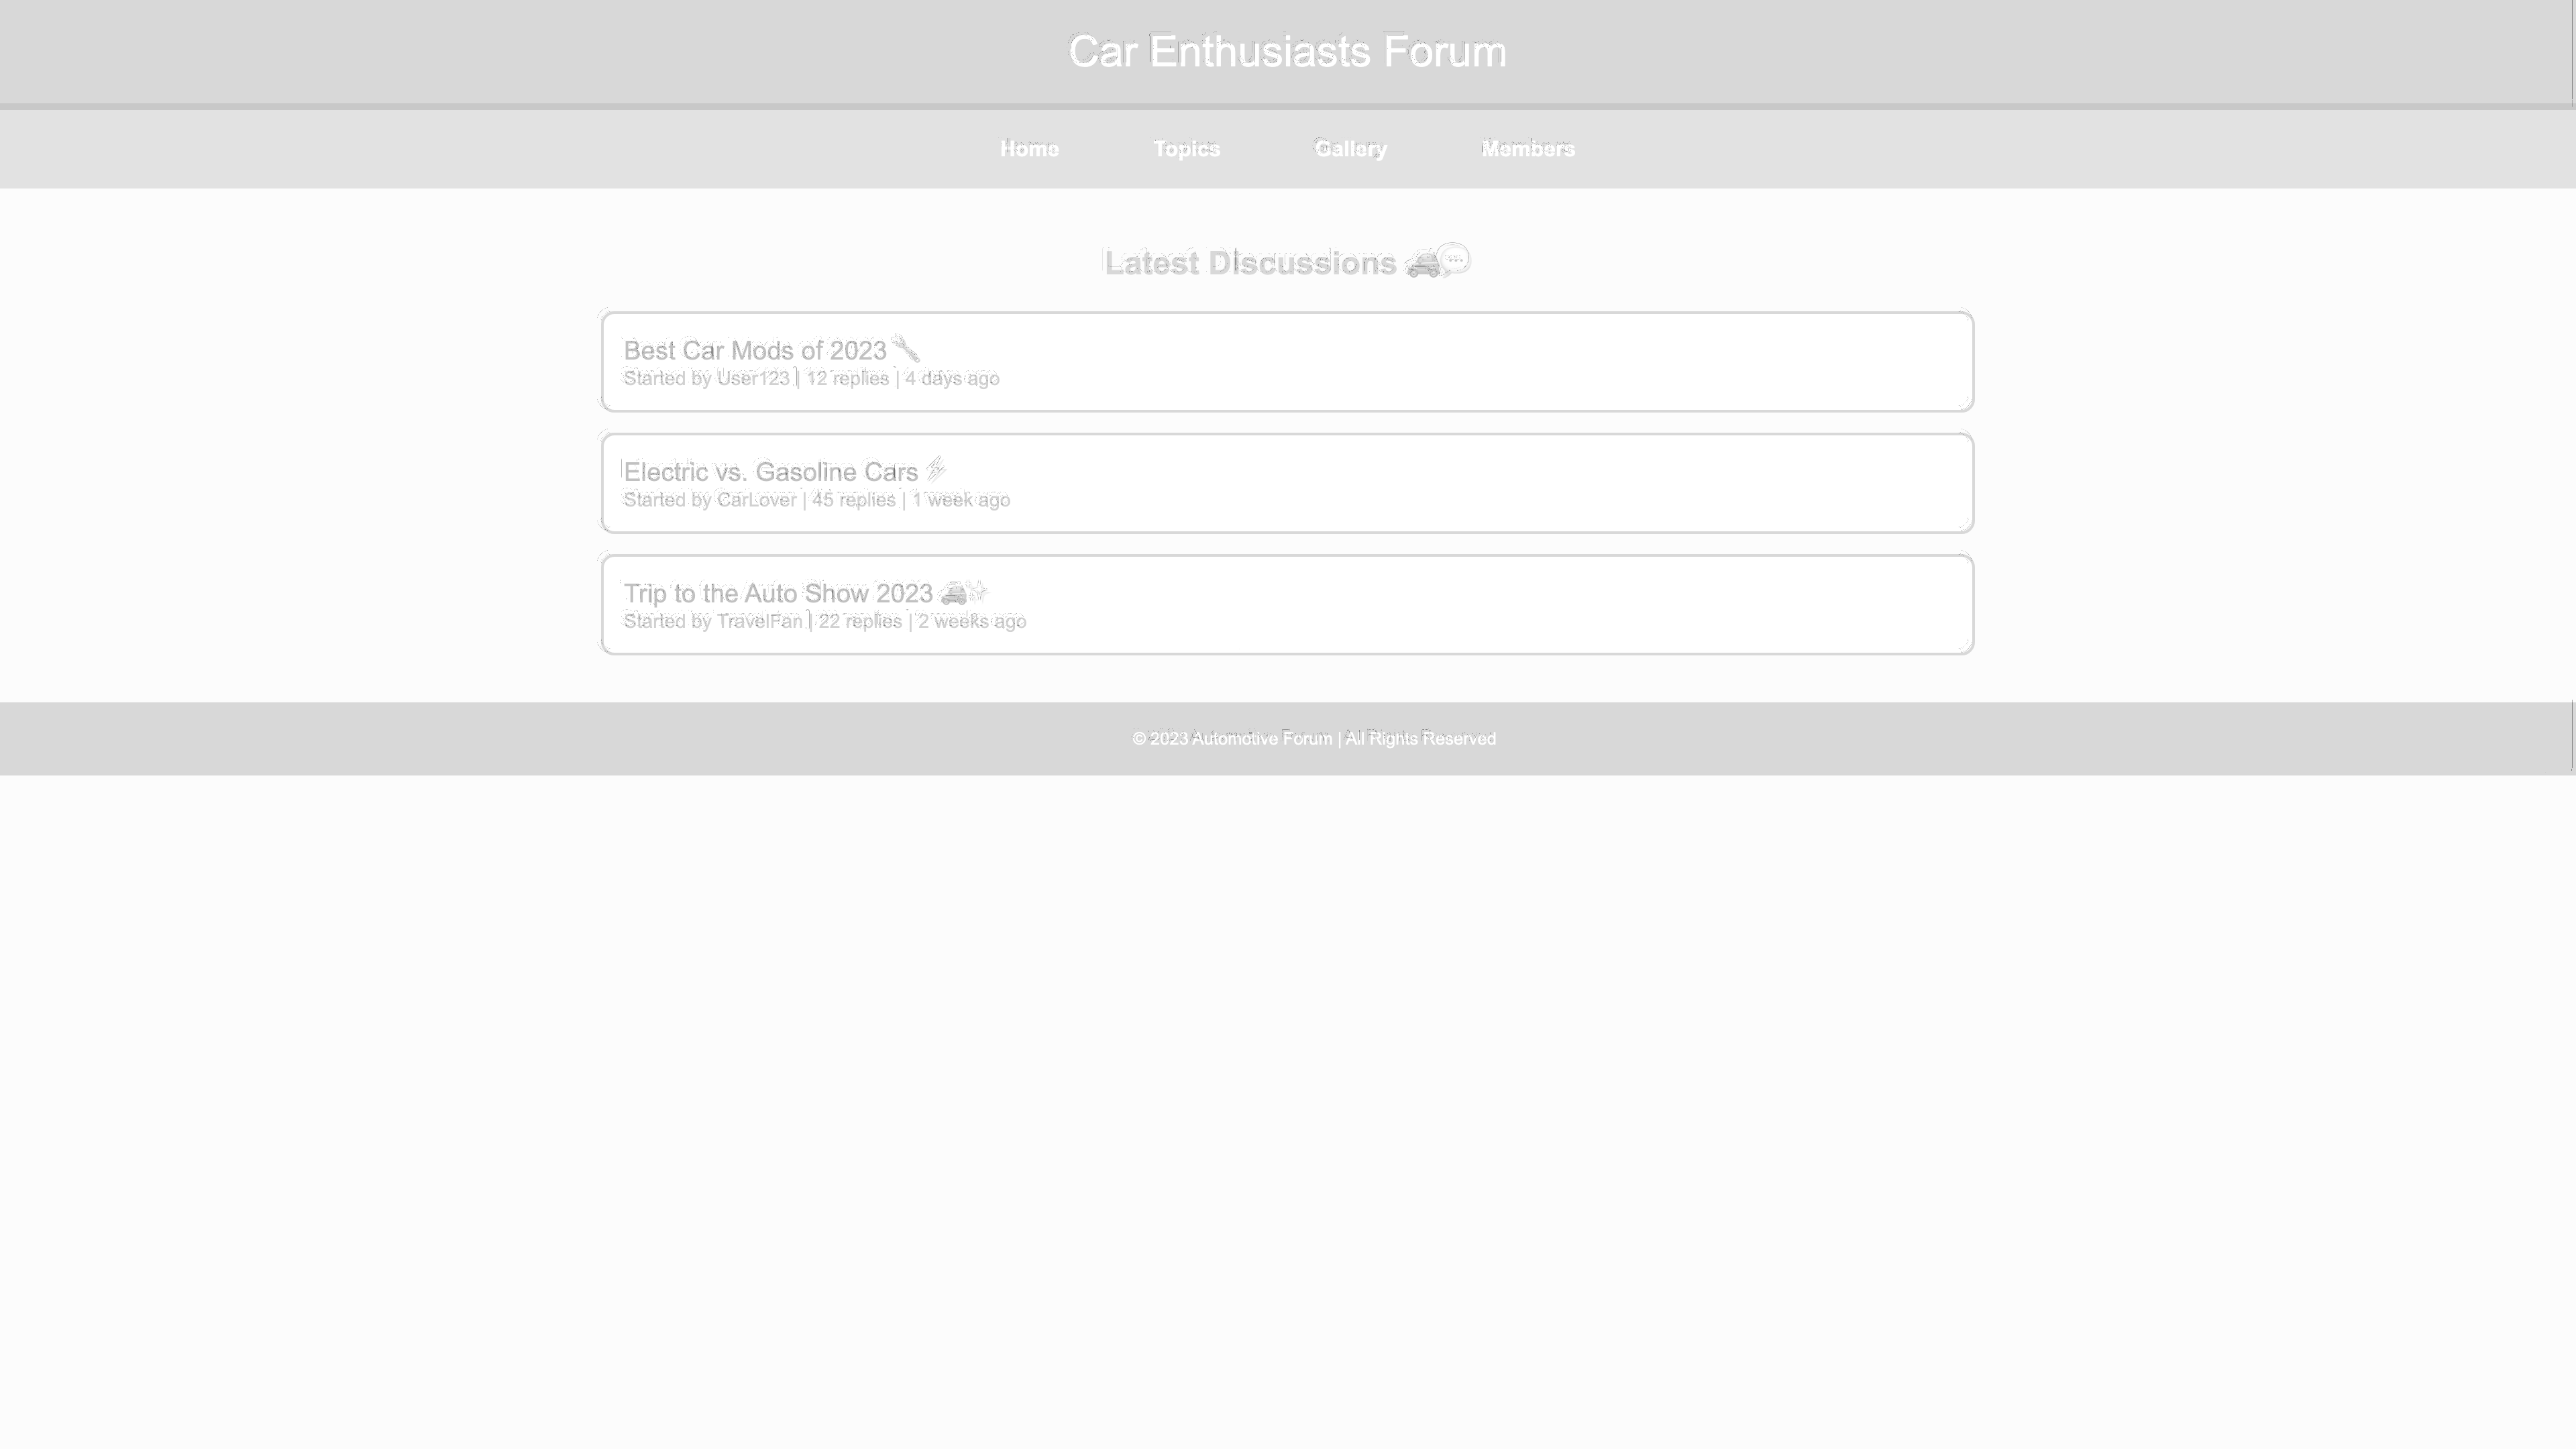 Car Enthusiasts Forum
Home Topics Gallery Members
Latest Discussions 🚗💬
Best Car Mods of 2023 🔧
Started by User123 | 12 replies | 4 days ago
Electric vs. Gasoline Cars ⚡
Started by CarLover | 45 replies | 1 week ago
Trip to the Auto Show 2023 🚗✨
Started by TravelFan | 22 replies | 2 weeks ago
© 2023 Automotive Forum | All Rights Reserved